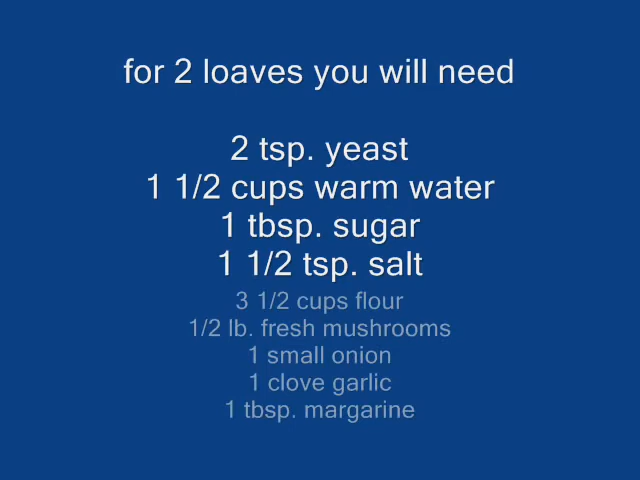 for 2 loaves you will need
2 tsp. yeast
1 1/2 cups warm water
1 tbsp. sugar
1 1/2 tsp. salt
3 1/2 cups flour
1/2 lb. fresh mushrooms
1 small onion
1 clove garlic
1 tbsp. margarine